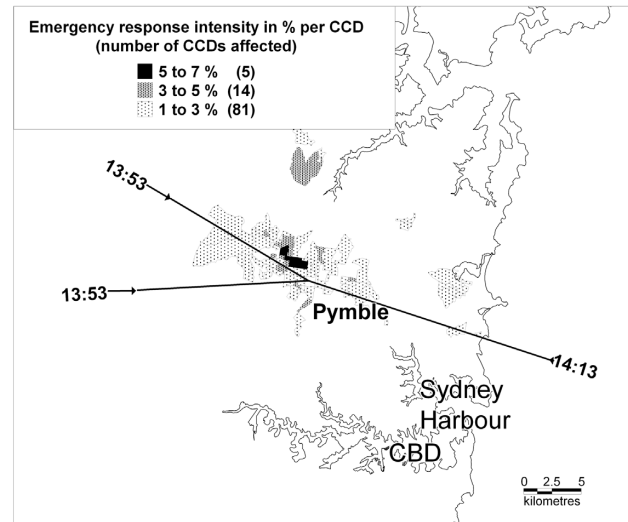 Emergency response intensity in % per CCD
(number of CCDs affected)
5 to 7 % (5)
3 to 5 % (14)
1 to 3 % (81)
13:53
13:53
Pymble
14:13
Sydney
Harbour
CBD
0 2.5 5
kilometres